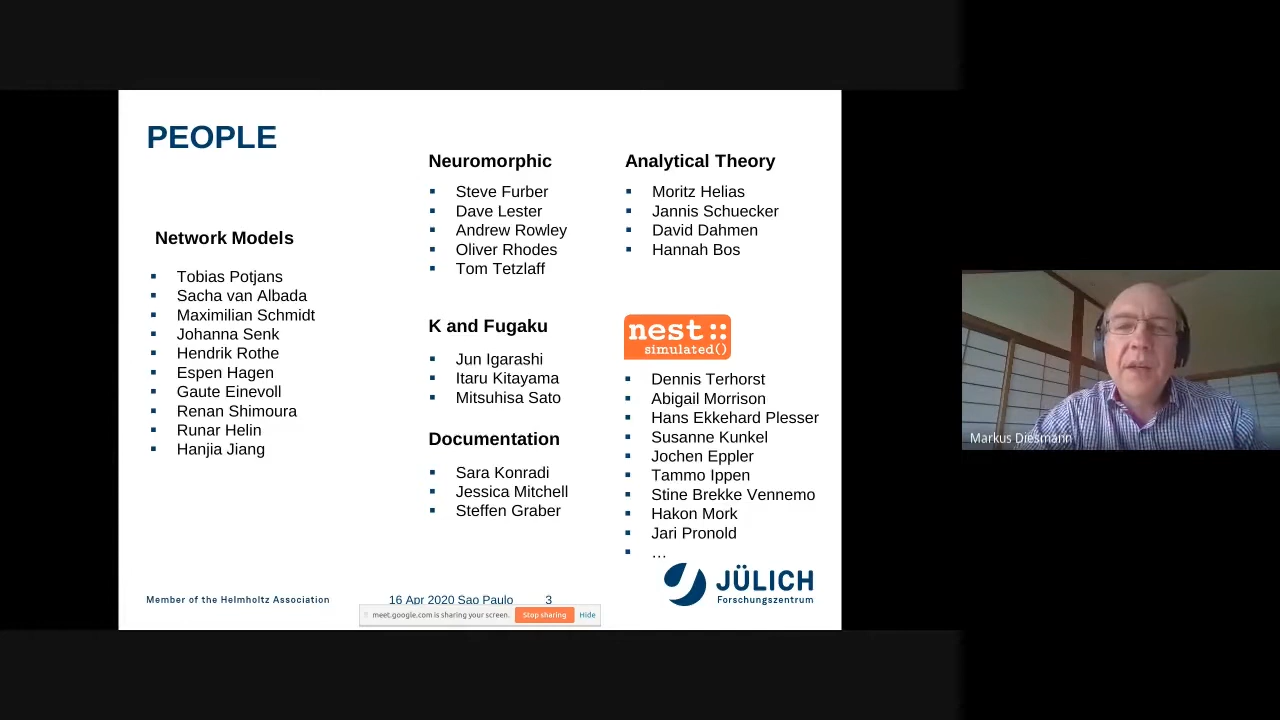 PEOPLE
Network Models
Tobias Potjans
Sacha van Albada
Maximilian Schmidt
Johanna Senk
Hendrik Rothe
Espen Hagen
Gaute Einevoll
Renan Shimoura
Runar Helin
Hanjia Jiang
Neuromorphic
Steve Furber
Dave Lester
Andrew Rowley
Oliver Rhodes
Tom Tetzlaff
K and Fugaku
Jun Igarashi
Itaru Kitayama
Mitsuhisa Sato
Documentation
Sara Konradi
Jessica Mitchell
Steffen Graber
Analytical Theory
Moritz Helias
Jannis Schuecker
David Dahmen
Hannah Bos
nest::
simulated()
Dennis Terhorst
Abigail Morrison
Hans Ekkehard Plesser
Susanne Kunkel
Jochen Eppler
Tammo Ippen
Stine Brekke Vennemo
Hakon Mork
Jari Pronold
…
JÜLICH
Forschungszentrum
Member of the Helmholtz Association
16 Apr 2020 Sao Paulo 3
meet.google.com is sharing your screen. Stop sharing Hide
Markus Diesmann